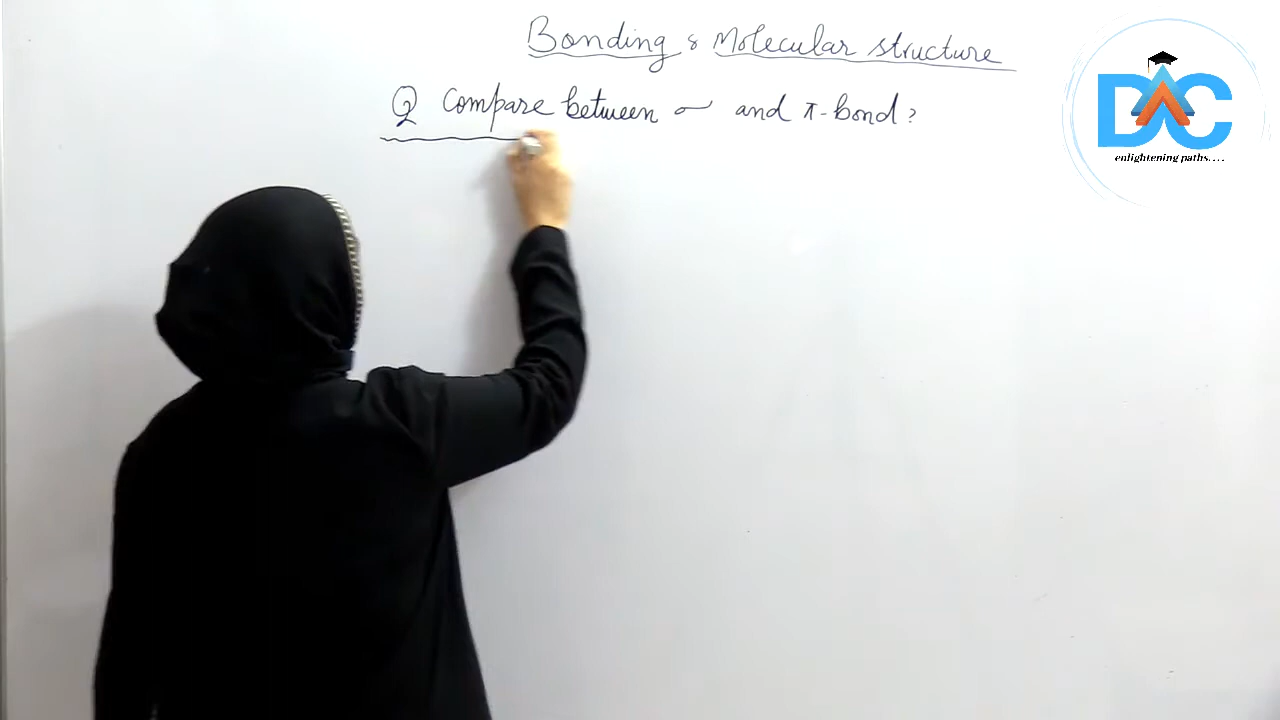 Bonding & Molecular structure
Q Compare between σ and π-bond?
DAC
enlightening paths....